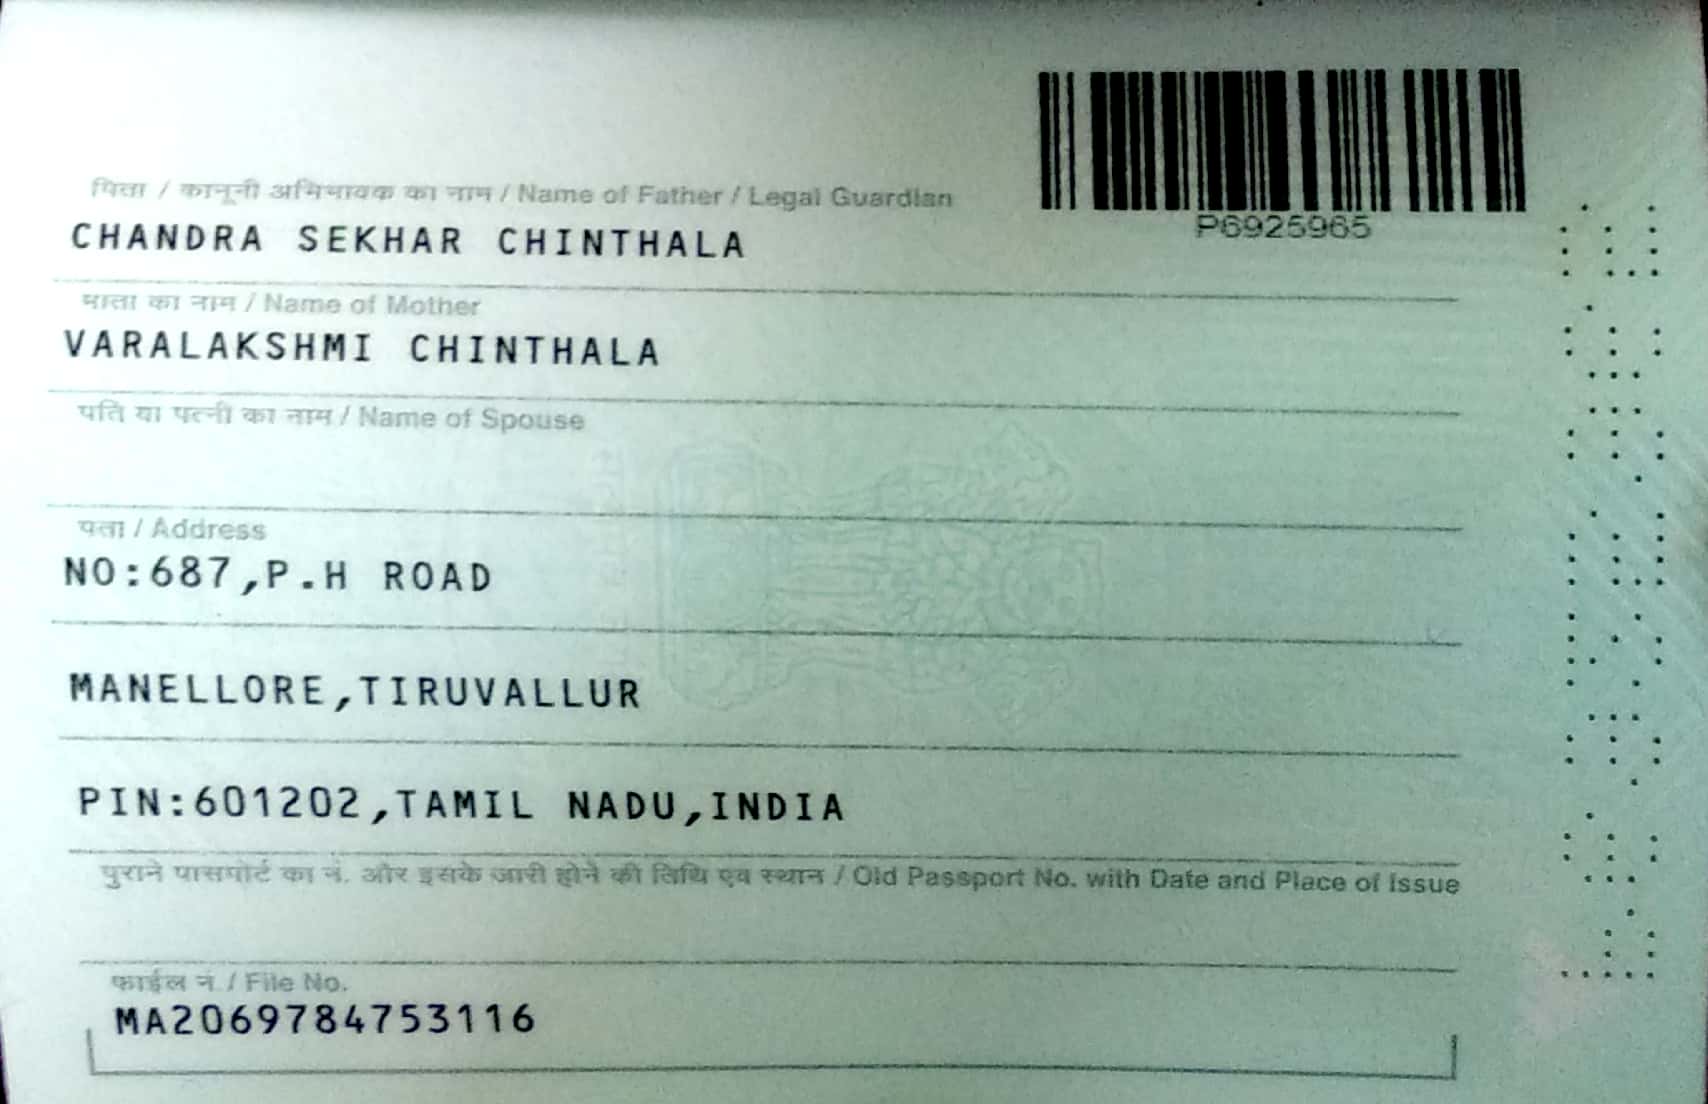 P6925965
पिता / कानूनी अभिभावक का नाम / Name of Father / Legal Guardian
CHANDRA SEKHAR CHINTHALA
माता का नाम / Name of Mother
VARALAKSHMI CHINTHALA
पति या पत्नी का नाम / Name of Spouse
पता / Address
NO:687,P.H ROAD
MANELLORE,TIRUVALLUR
PIN:601202,TAMIL NADU,INDIA
पुराने पासपोर्ट का नं. और इसके जारी होने की तिथि एवं स्थान / Old Passport No. with Date and Place of Issue
फाईल नं. / File No.
MA2069784753116